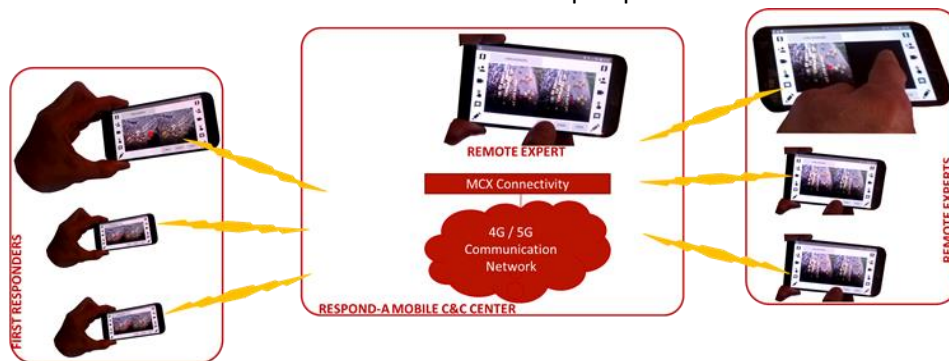 FIRST RESPONDERS
REMOTE EXPERT
MCX Connectivity
4G / 5G
Communication
Network
RESPOND-A MOBILE C&C CENTER
REMOTE EXPERTS